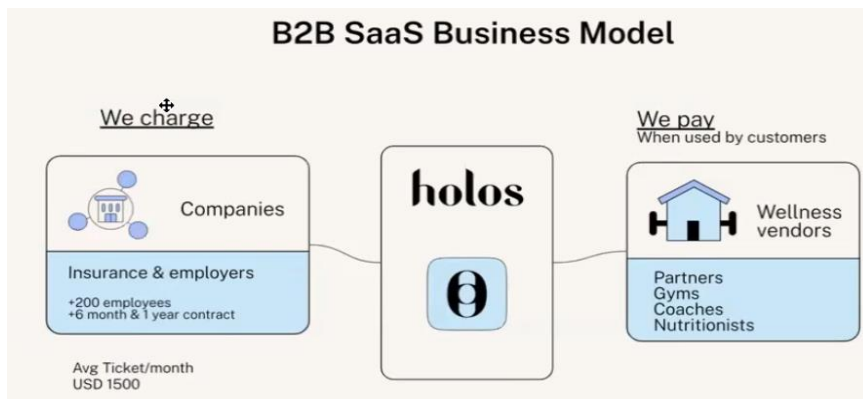 B2B SaaS Business Model
We charge
Companies
Insurance & employers
+200 employees
+6 month & 1 year contract
Avg Ticket/month
USD 1500
holos
We pay
When used by customers
Wellness
vendors
Partners
Gyms
Coaches
Nutritionists